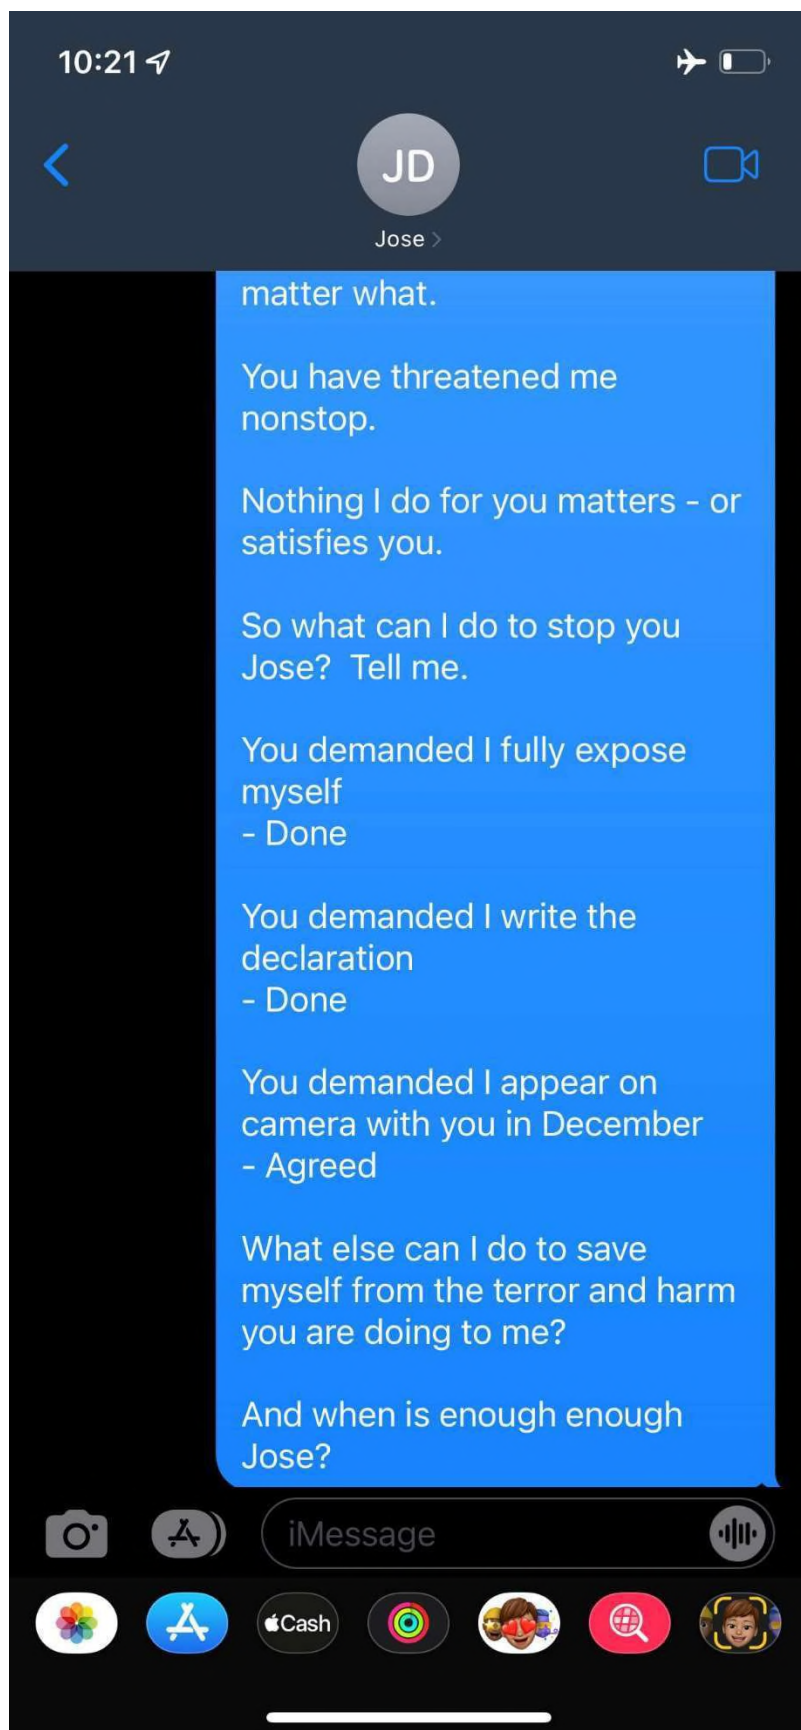 10:21
JD
Jose
matter what.
You have threatened me
nonstop.
Nothing I do for you matters - or
satisfies you.
So what can I do to stop you
Jose?  Tell me.
You demanded I fully expose
myself
- Done
You demanded I write the
declaration
- Done
You demanded I appear on
camera with you in December
- Agreed
What else can I do to save
myself from the terror and harm
you are doing to me?
And when is enough enough
Jose?
iMessage
Cash